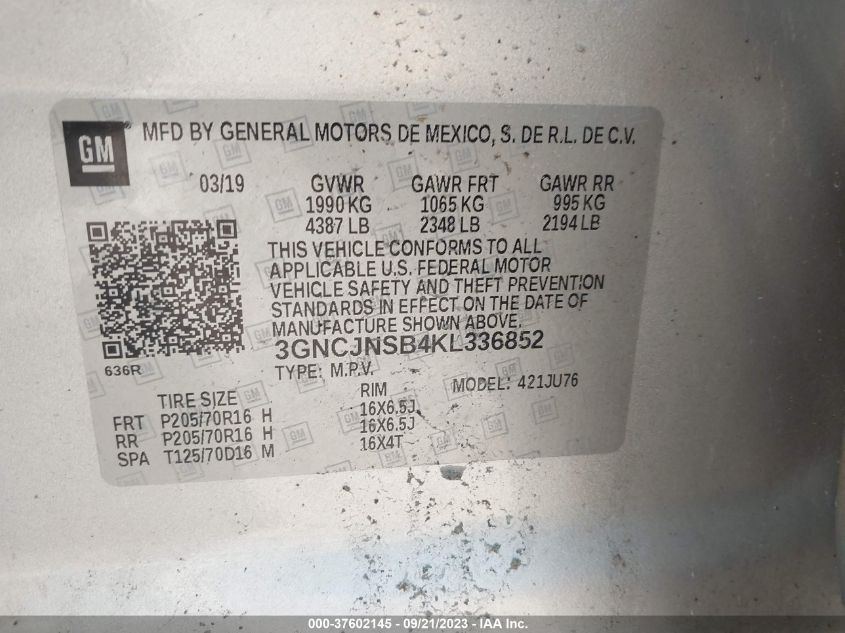 GM
MFD BY GENERAL MOTORS DE MEXICO, S. DE R.L. DE C.V.
03/19 GVWR GAWR FRT GAWR RR
1990 KG 1065 KG 995 KG
4387 LB 2348 LB 2194 LB
THIS VEHICLE CONFORMS TO ALL
APPLICABLE U.S. FEDERAL MOTOR
VEHICLE SAFETY AND THEFT PREVENTION
STANDARDS IN EFFECT ON THE DATE OF
MANUFACTURE SHOWN ABOVE.
3GNCJNSB4KL336852
636R
TYPE: M.P.V. MODEL: 421JU76
TIRE SIZE RIM
FRT P205/70R16 H 16X6.5J
RR P205/70R16 H 16X6.5J
SPA T125/70D16 M 16X4T
000-37602145 - 09/21/2023 - IAA Inc.